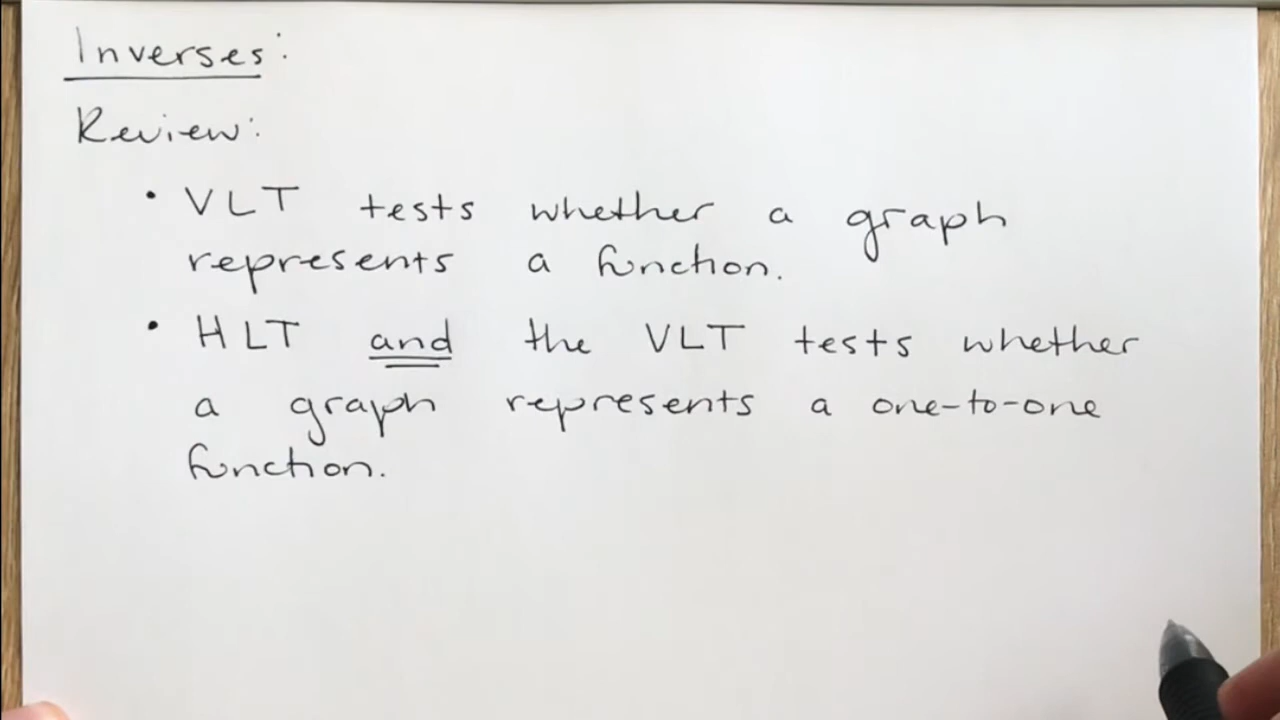 Inverses:
Review:
• VLT tests whether a graph
represents a function.
• HLT and the VLT tests whether
a graph represents a one-to-one
function.